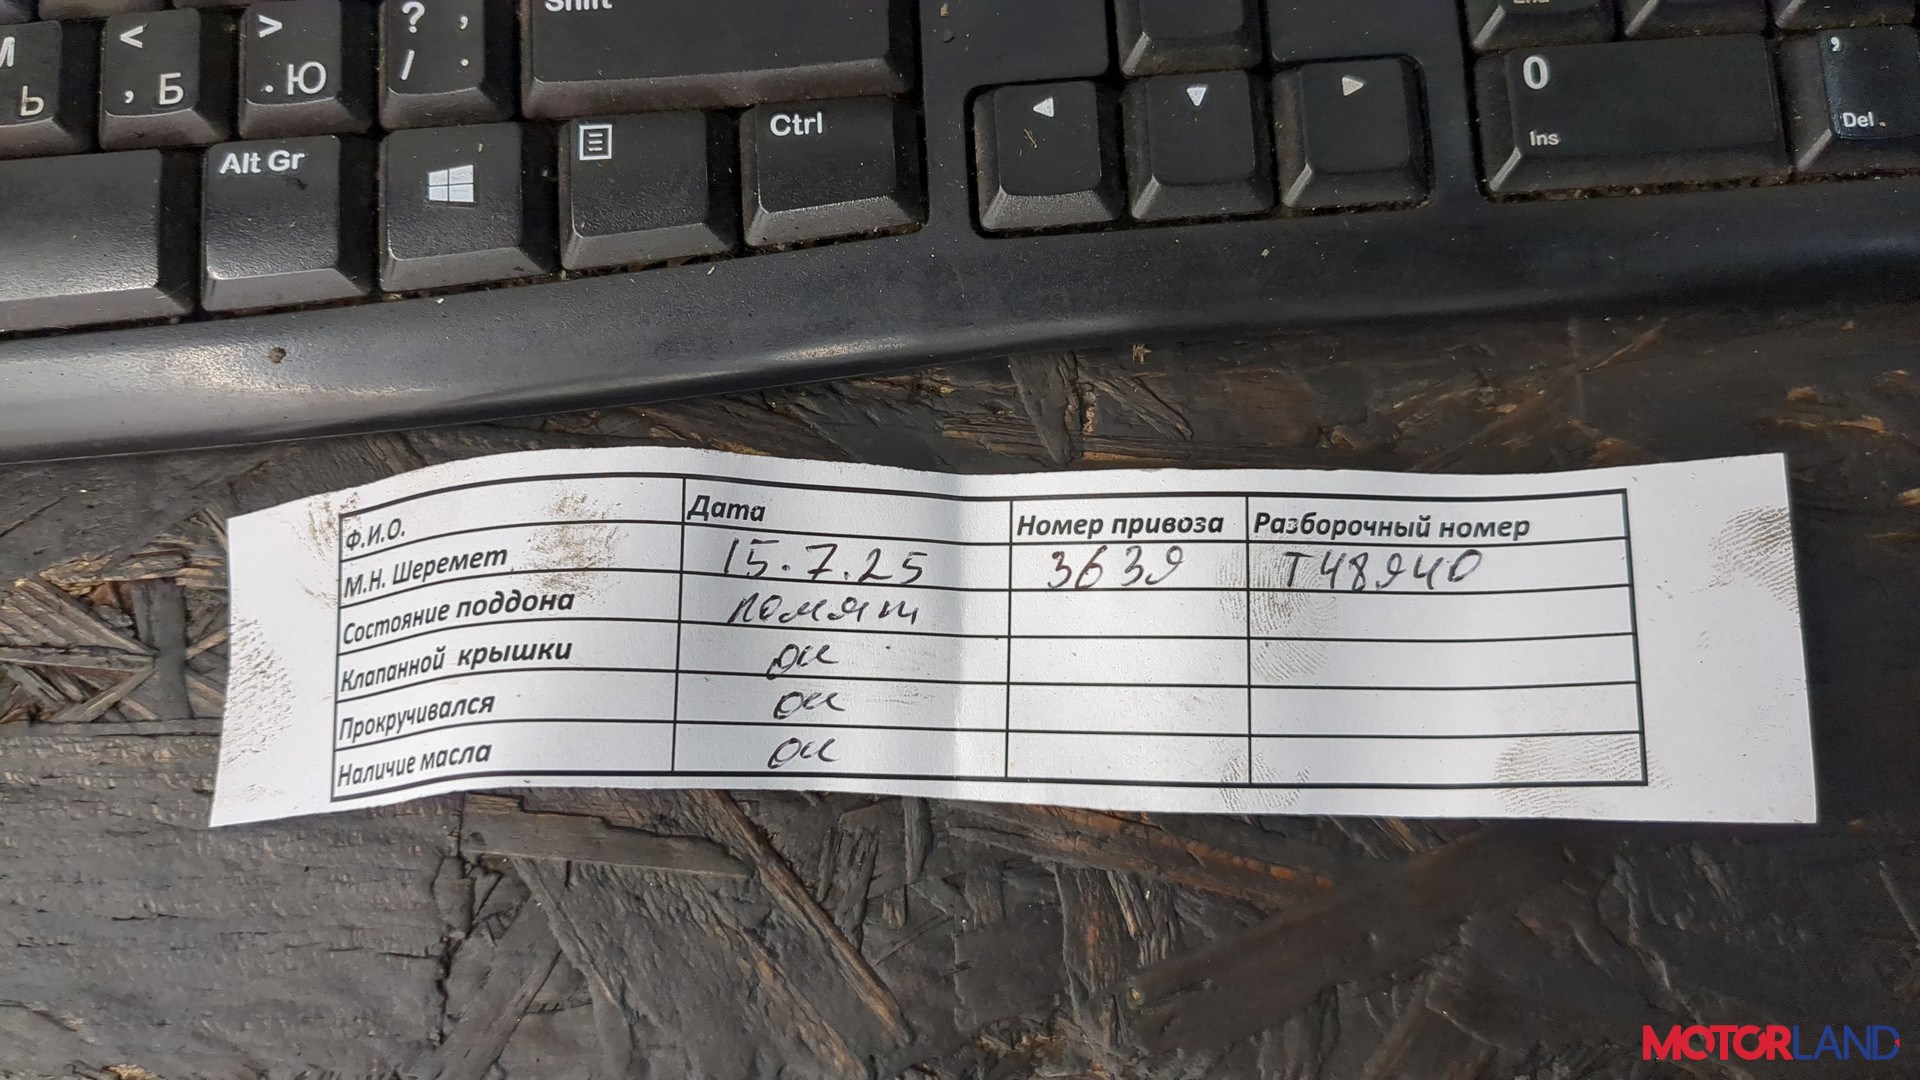 Shift
? ,
/ .
>
. Ю
<
, Б
Ь
Alt Gr
Ctrl
0
Ins
,
Del .
Ф.И.О. Дата Номер привоза Разборочный номер
М.Н. Шеремет 15.7.25 3639 Т48940
Состояние поддона помят
Клапанной крышки ок
Прокручивался ок
Наличие масла ок
MOTORLAND